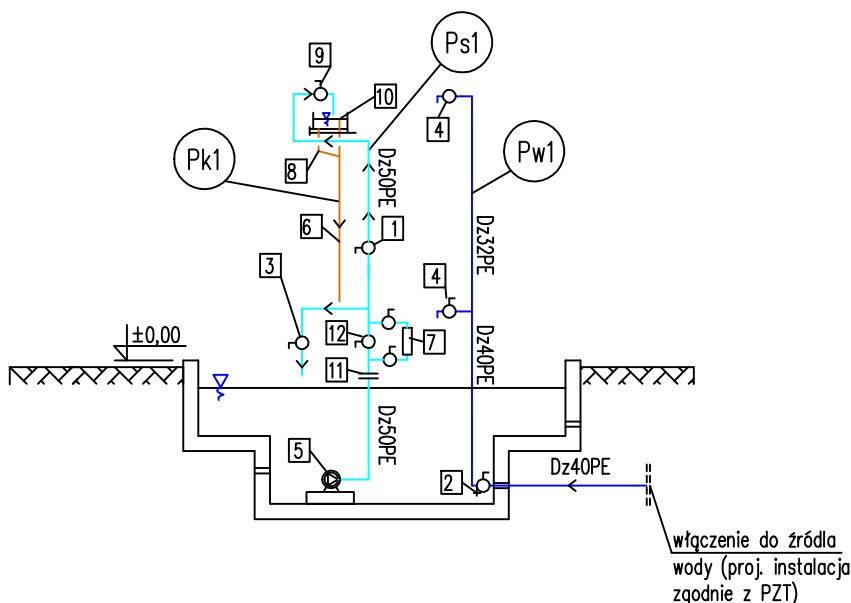 Ps1
9
10
4
Pk1
Pw1
8
Dz50PE
6
1
Dz32PE
3
4
±0,00
12
7
11
Dz40PE
Dz50PE
5
2
Dz40PE
włączenie do źródła
wody (proj. instalacja
zgodnie z PZT)